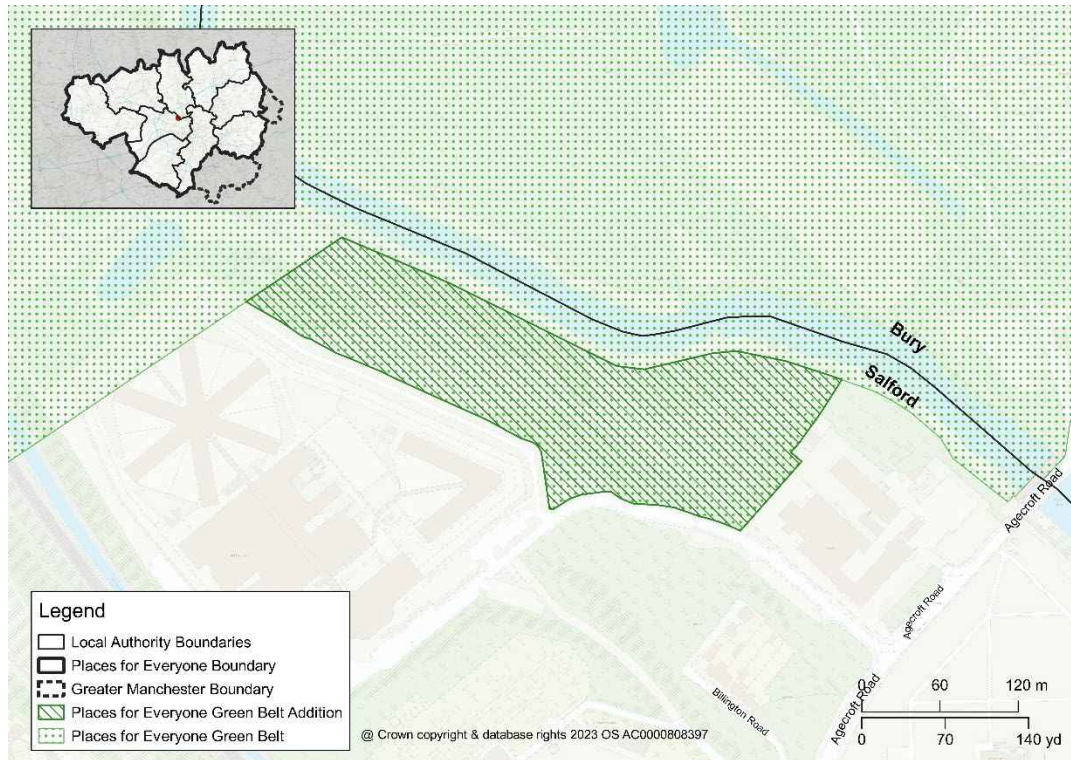 Bury
Salford
Agecroft Road
Agecroft Road
Agecroft Road
Billington Road
Legend
Local Authority Boundaries
Places for Everyone Boundary
Greater Manchester Boundary
Places for Everyone Green Belt Addition
Places for Everyone Green Belt
@ Crown copyright & database rights 2023 OS AC0000808397
0 60 120 m
0 70 140 yd